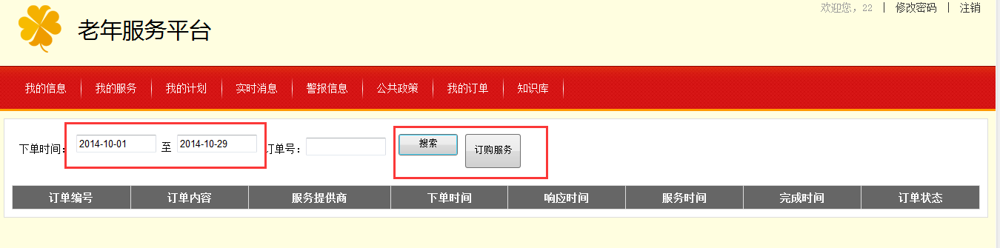 欢迎您，22 | 修改密码 | 注销
老年服务平台
我的信息 我的服务 我的计划 实时消息 警报信息 公共政策 我的订单 知识库
下单时间： 2014-10-01 至 2014-10-29 订单号： 搜索 订购服务
订单编号 订单内容 服务提供商 下单时间 响应时间 服务时间 完成时间 订单状态